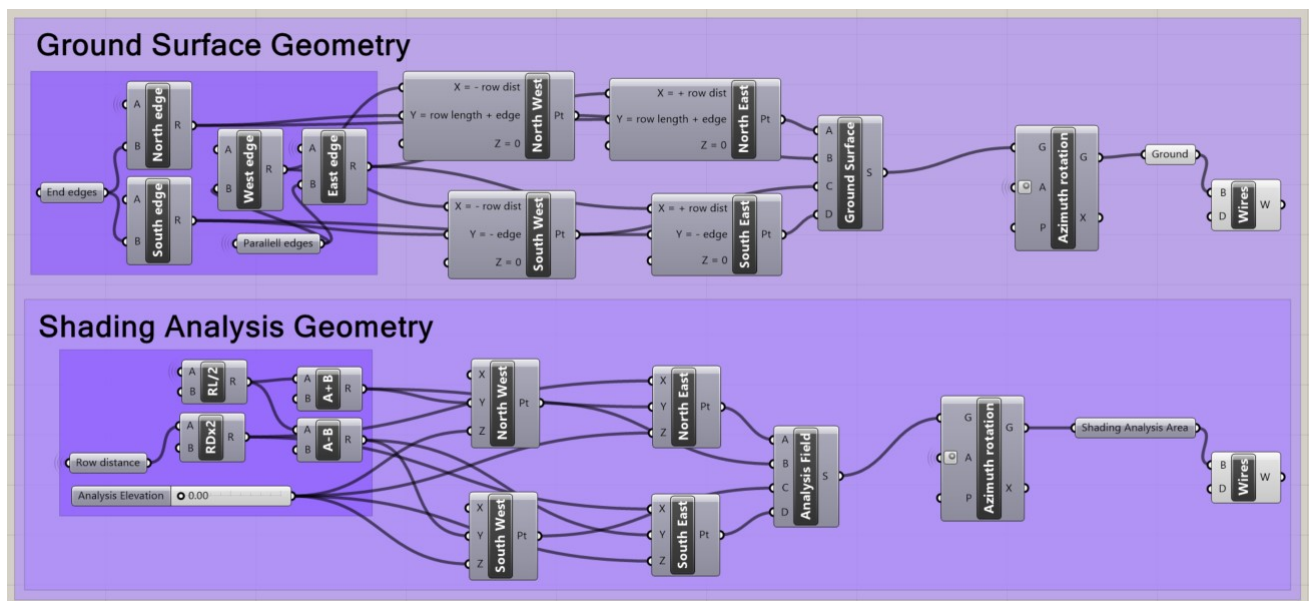 Ground Surface Geometry
A
B
North edge
R
A
B
South edge
R
End edges
A
B
West edge
R
A
B
East edge
R
Parallell edges
X = - row dist
Y = row length + edge
Z = 0
North West
Pt
X = + row dist
Y = row length + edge
Z = 0
North East
Pt
X = - row dist
Y = - edge
Z = 0
South West
Pt
X = + row dist
Y = - edge
Z = 0
South East
Pt
A
B
C
D
Ground Surface
S
G
A
P
Azimuth rotation
G
X
Ground
B
D
Wires
W
Shading Analysis Geometry
A
B
RL/2
R
A
B
RDx2
R
Row distance
Analysis Elevation 0.00
A
B
A+B
R
A
B
A-B
R
X
Y
Z
North West
Pt
X
Y
Z
North East
Pt
X
Y
Z
South West
Pt
X
Y
Z
South East
Pt
A
B
C
D
Analysis Field
S
G
A
P
Azimuth rotation
G
X
Shading Analysis Area
B
D
Wires
W